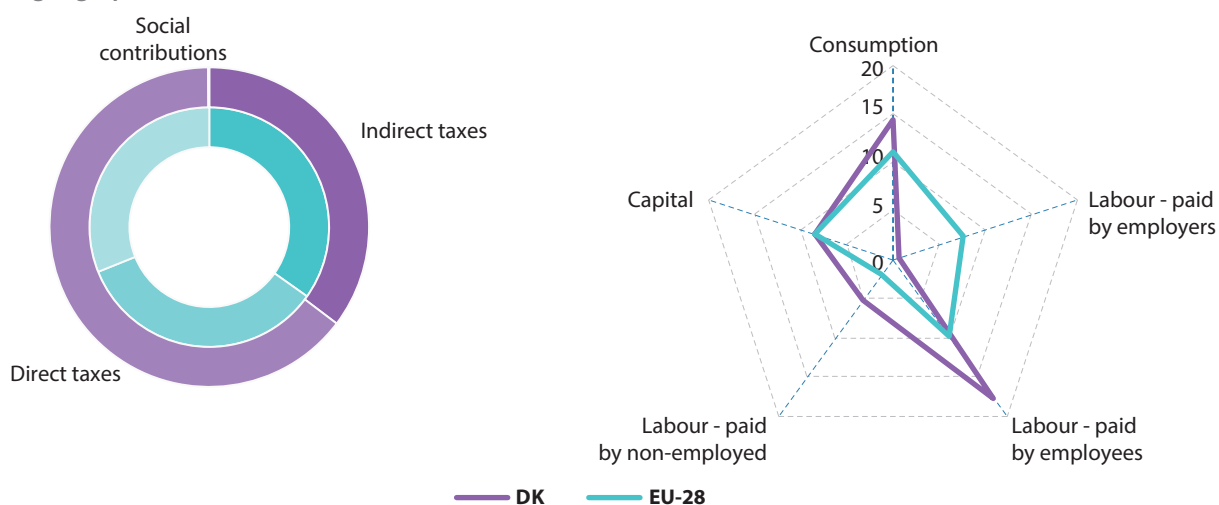 Social
contributions
Indirect taxes
Direct taxes
Consumption
20
15
10
5
0
Capital
Labour - paid
by employers
Labour - paid
by non-employed
Labour - paid
by employees
DK
EU-28